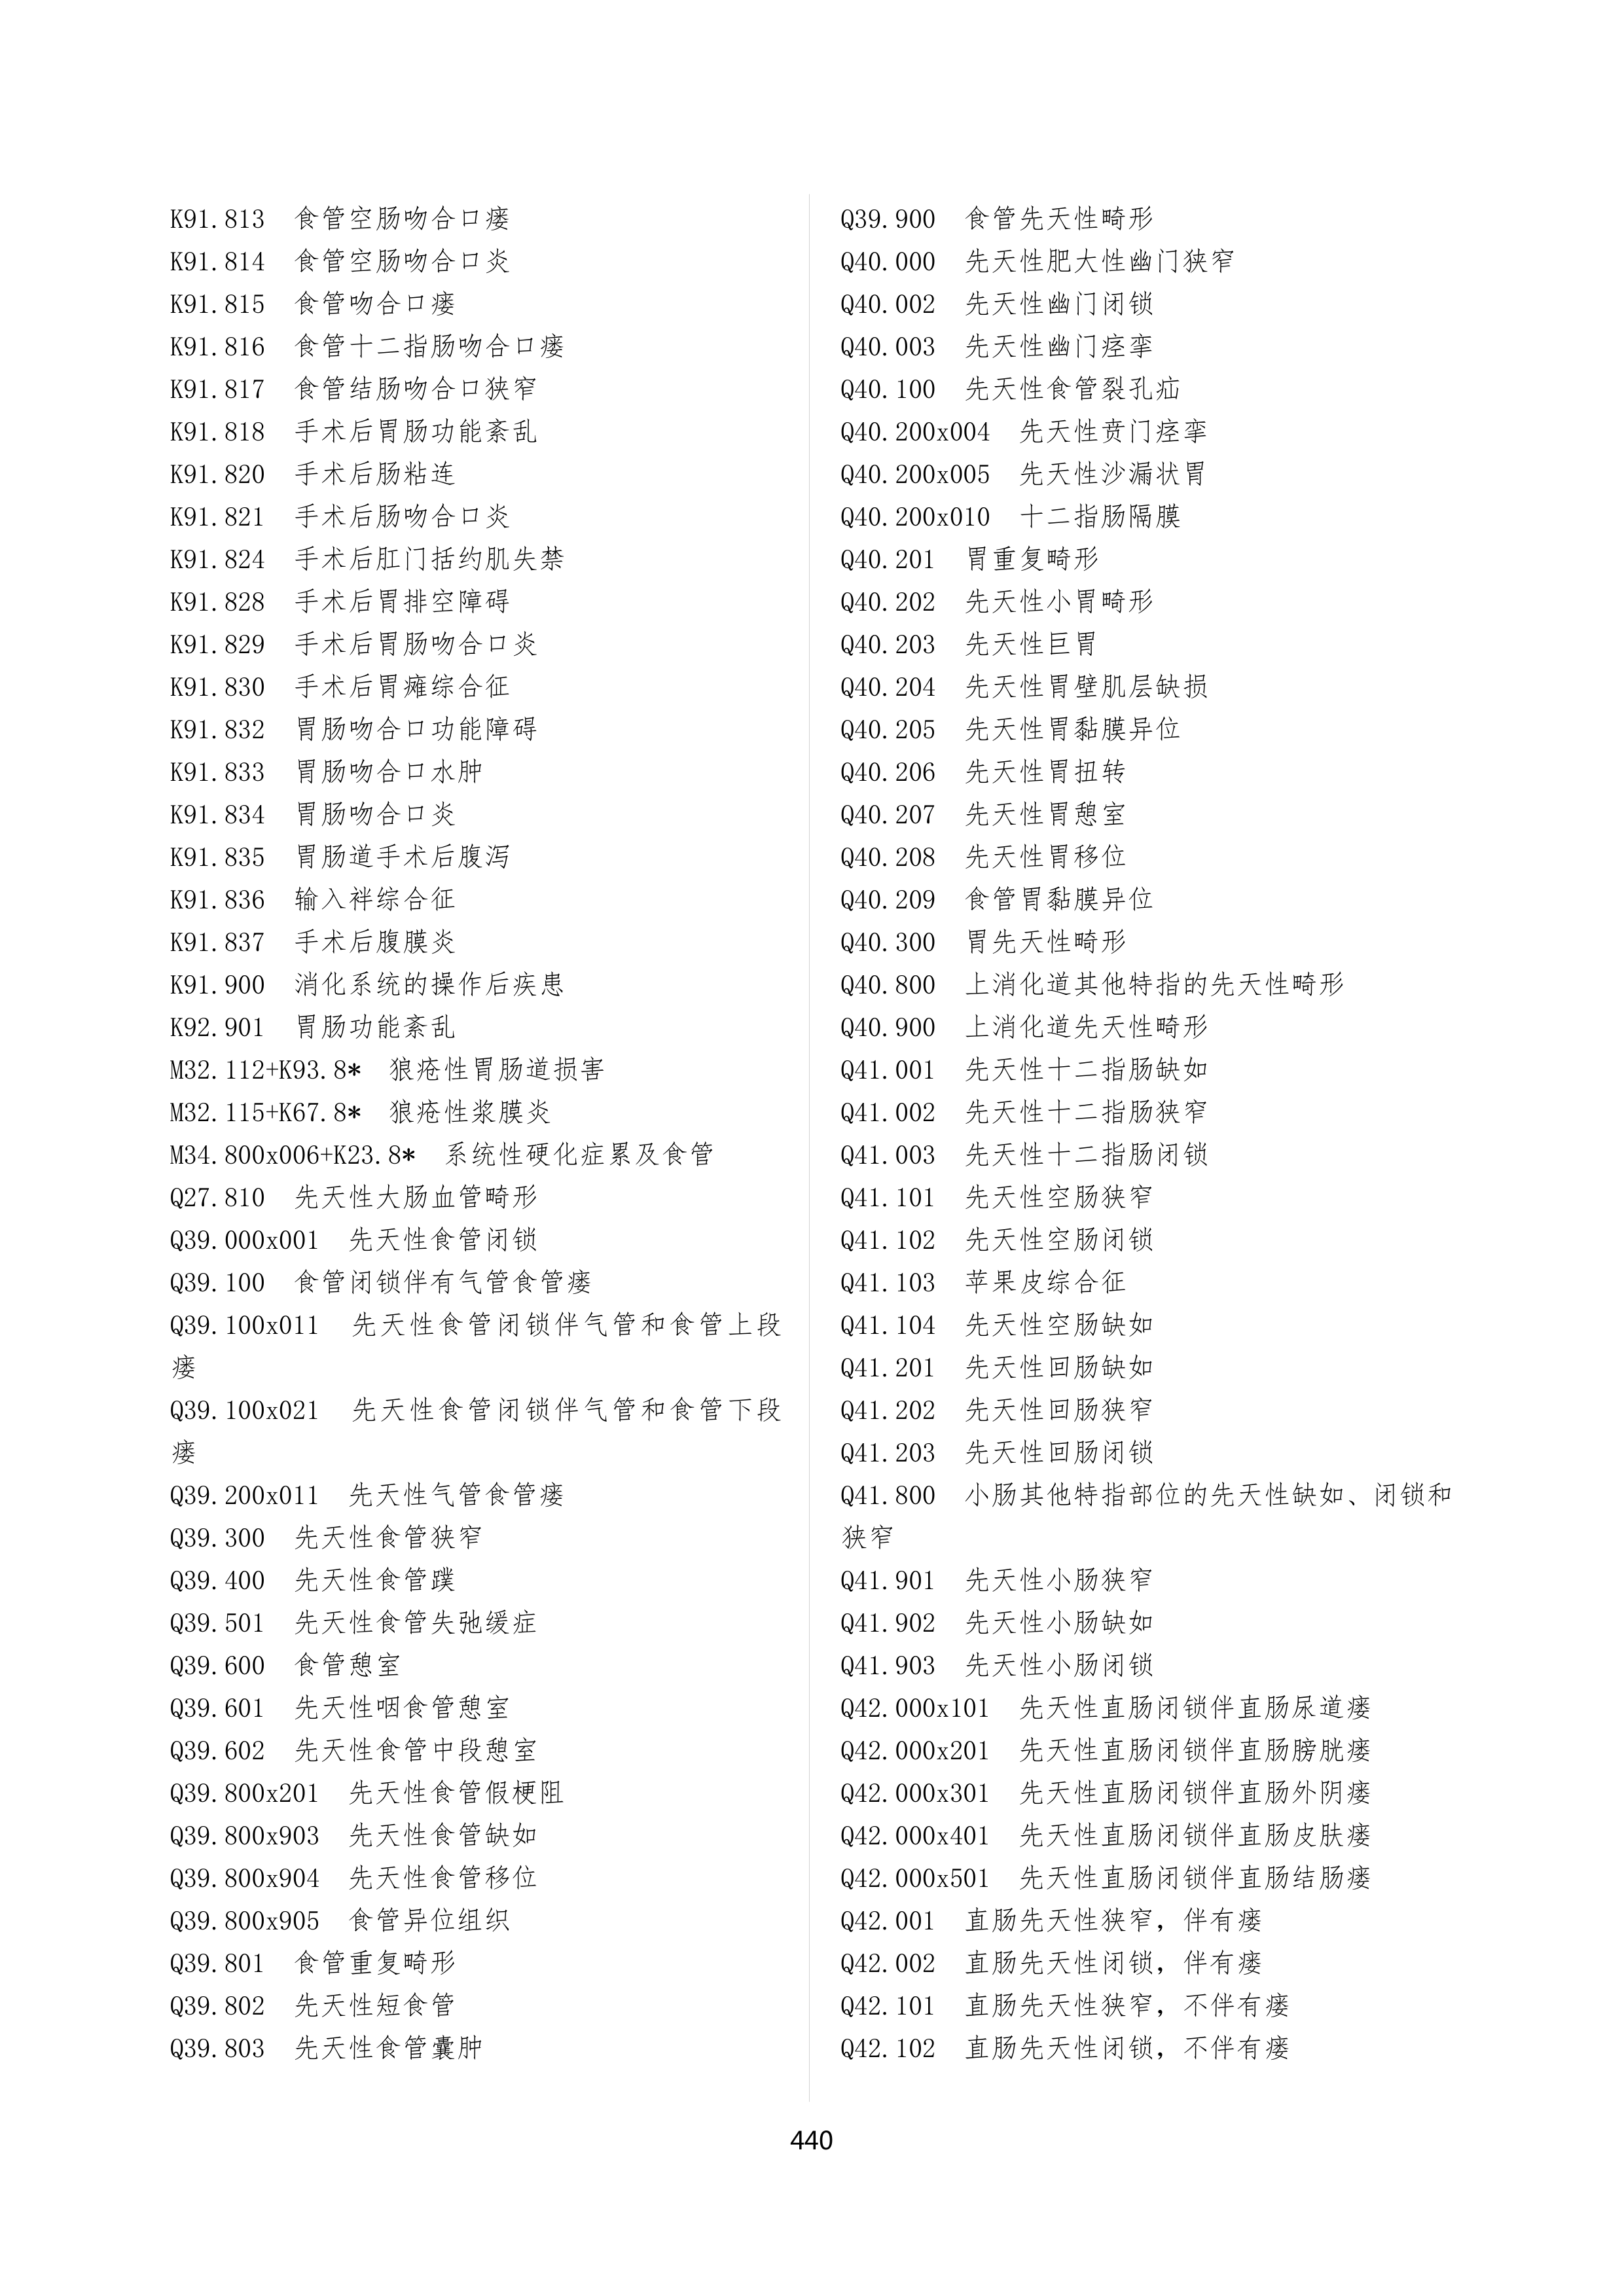 K91.813 食管空肠吻合口瘘
K91.814 食管空肠吻合口炎
K91.815 食管吻合口瘘
K91.816 食管十二指肠吻合口瘘
K91.817 食管结肠吻合口狭窄
K91.818 手术后胃肠功能紊乱
K91.820 手术后肠粘连
K91.821 手术后肠吻合口炎
K91.824 手术后肛门括约肌失禁
K91.828 手术后胃排空障碍
K91.829 手术后胃肠吻合口炎
K91.830 手术后胃瘫综合征
K91.832 胃肠吻合口功能障碍
K91.833 胃肠吻合口水肿
K91.834 胃肠吻合口炎
K91.835 胃肠道手术后腹泻
K91.836 输入袢综合征
K91.837 手术后腹膜炎
K91.900 消化系统的操作后疾患
K92.901 胃肠功能紊乱
M32.112+K93.8* 狼疮性胃肠道损害
M32.115+K67.8* 狼疮性浆膜炎
M34.800x006+K23.8* 系统性硬化症累及食管
Q27.810 先天性大肠血管畸形
Q39.000x001 先天性食管闭锁
Q39.100 食管闭锁伴有气管食管瘘
Q39.100x011 先天性食管闭锁伴气管和食管上段
瘘
Q39.100x021 先天性食管闭锁伴气管和食管下段
瘘
Q39.200x011 先天性气管食管瘘
Q39.300 先天性食管狭窄
Q39.400 先天性食管蹼
Q39.501 先天性食管失弛缓症
Q39.600 食管憩室
Q39.601 先天性咽食管憩室
Q39.602 先天性食管中段憩室
Q39.800x201 先天性食管假梗阻
Q39.800x903 先天性食管缺如
Q39.800x904 先天性食管移位
Q39.800x905 食管异位组织
Q39.801 食管重复畸形
Q39.802 先天性短食管
Q39.803 先天性食管囊肿
Q39.900 食管先天性畸形
Q40.000 先天性肥大性幽门狭窄
Q40.002 先天性幽门闭锁
Q40.003 先天性幽门痉挛
Q40.100 先天性食管裂孔疝
Q40.200x004 先天性贲门痉挛
Q40.200x005 先天性沙漏状胃
Q40.200x010 十二指肠隔膜
Q40.201 胃重复畸形
Q40.202 先天性小胃畸形
Q40.203 先天性巨胃
Q40.204 先天性胃壁肌层缺损
Q40.205 先天性胃黏膜异位
Q40.206 先天性胃扭转
Q40.207 先天性胃憩室
Q40.208 先天性胃移位
Q40.209 食管胃黏膜异位
Q40.300 胃先天性畸形
Q40.800 上消化道其他特指的先天性畸形
Q40.900 上消化道先天性畸形
Q41.001 先天性十二指肠缺如
Q41.002 先天性十二指肠狭窄
Q41.003 先天性十二指肠闭锁
Q41.101 先天性空肠狭窄
Q41.102 先天性空肠闭锁
Q41.103 苹果皮综合征
Q41.104 先天性空肠缺如
Q41.201 先天性回肠缺如
Q41.202 先天性回肠狭窄
Q41.203 先天性回肠闭锁
Q41.800 小肠其他特指部位的先天性缺如、闭锁和
狭窄
Q41.901 先天性小肠狭窄
Q41.902 先天性小肠缺如
Q41.903 先天性小肠闭锁
Q42.000x101 先天性直肠闭锁伴直肠尿道瘘
Q42.000x201 先天性直肠闭锁伴直肠膀胱瘘
Q42.000x301 先天性直肠闭锁伴直肠外阴瘘
Q42.000x401 先天性直肠闭锁伴直肠皮肤瘘
Q42.000x501 先天性直肠闭锁伴直肠结肠瘘
Q42.001 直肠先天性狭窄，伴有瘘
Q42.002 直肠先天性闭锁，伴有瘘
Q42.101 直肠先天性狭窄，不伴有瘘
Q42.102 直肠先天性闭锁，不伴有瘘
440